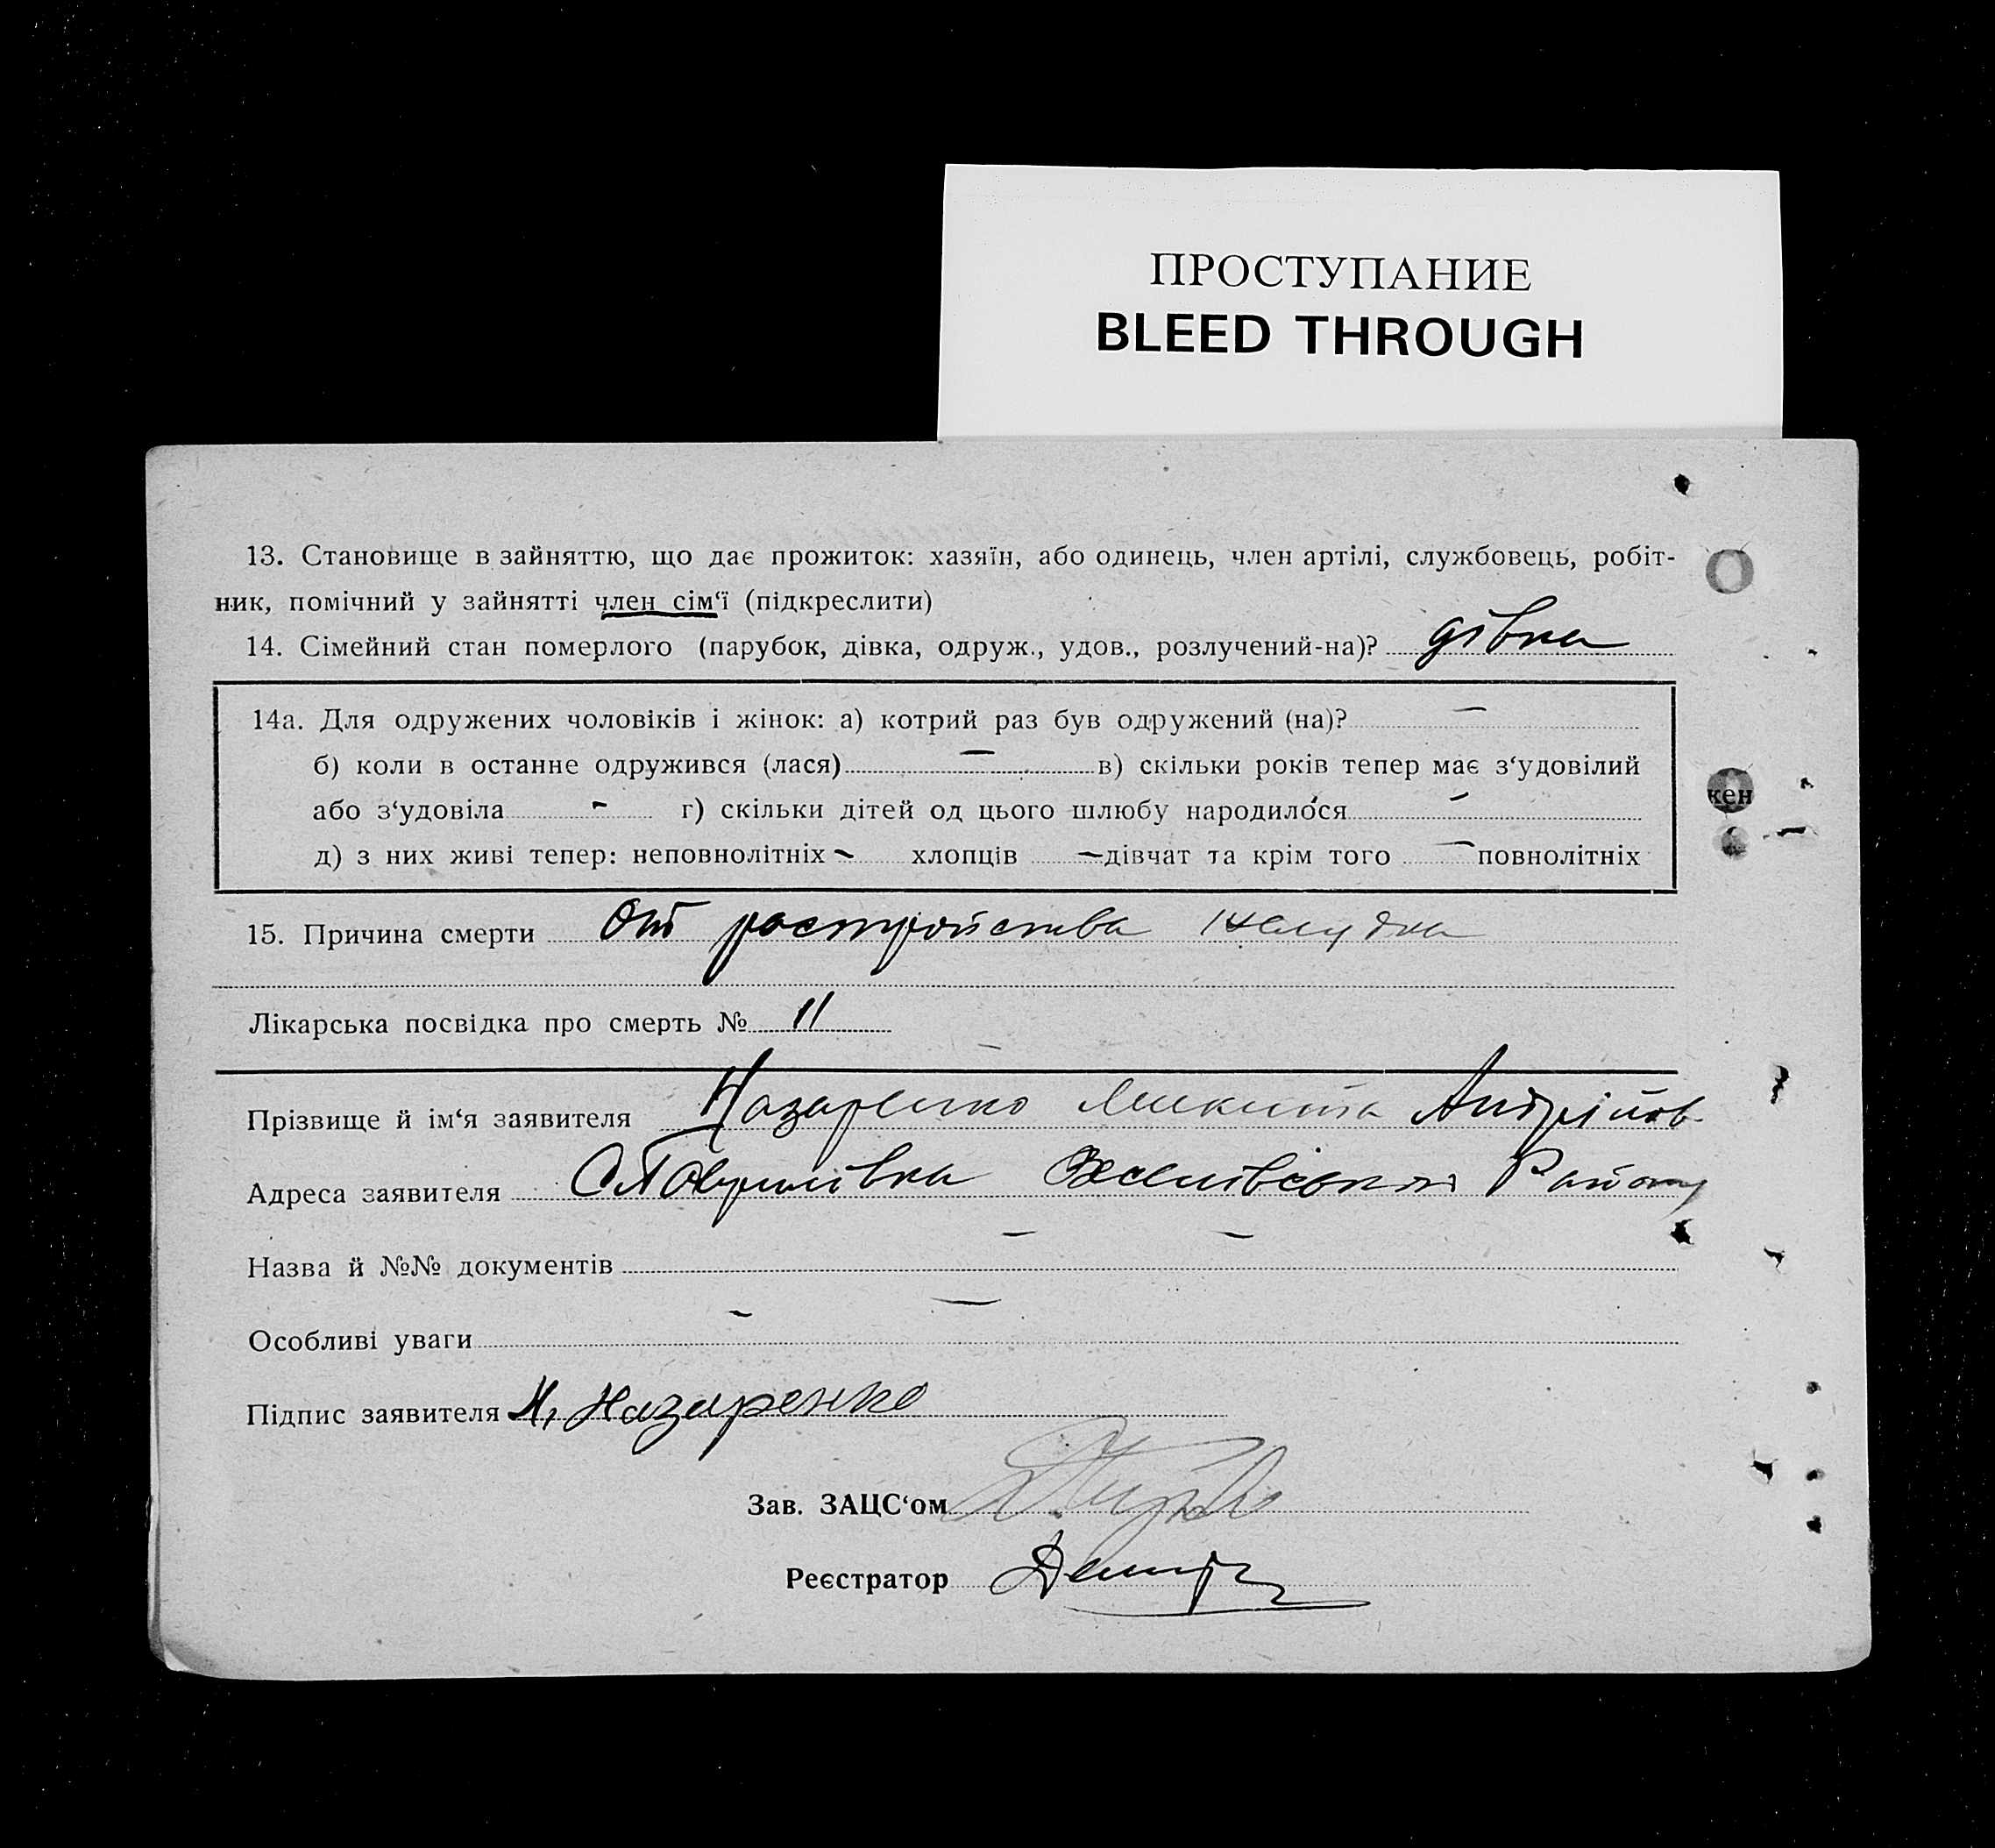 ПРОСТУПАНИЕ
BLEED THROUGH
13. Становище в зайняттю, що дає прожиток: хазяїн, або одинець, член артілі, службовець, робіт-
ник, помічний у зайнятті член сім‘ї (підкреслити)
14. Сімейний стан померлого (парубок, дівка, одруж., удов., розлучений-на)? дівка
14а. Для одружених чоловіків і жінок: а) котрий раз був одружений (на)? —
б) коли в останнє одружився (лася) — в) скільки років тепер має з‘удовілий
або з‘удовіла - г) скільки дітей од цього шлюбу народилося -
д) з них живі тепер: неповнолітніх - хлопців — дівчат та крім того — повнолітніх
15. Причина смерти От растройства желудка
Лікарська посвідка про смерть № 11
кен
Прізвище й ім‘я заявителя Назаренко Микита Андрійов
Адреса заявителя Району
Назва й №№ документів — —
Особливі уваги - —
Підпис заявителя Н, Назаренко
Зав. ЗАЦС‘ом
Реєстратор